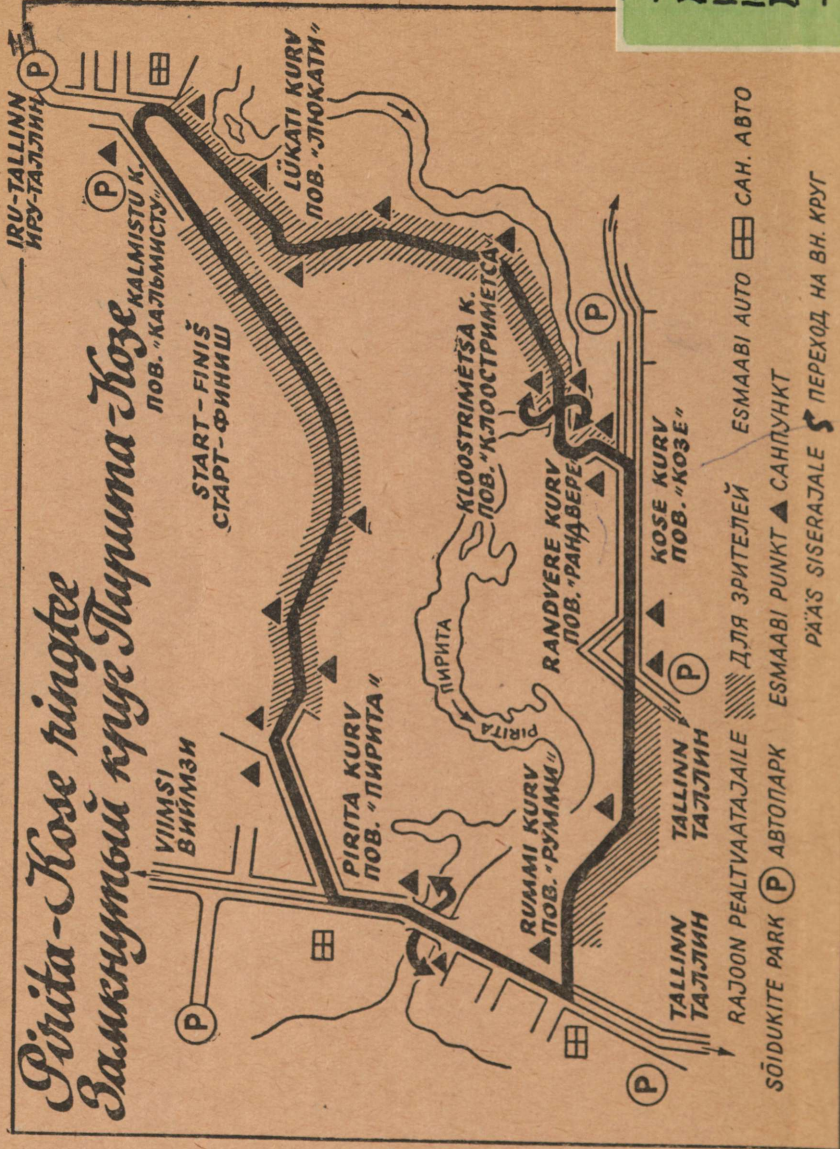 Pirita-Kose ringtee
Замкнутый круг Пирита-Козе
IRU-TALLINN
ИРУ-ТАЛЛИН
P
P
KALMISTU K.
ПОВ. "КАЛЬМИСТУ"
START-FINIŠ
СТАРТ-ФИНИШ
LÜKATI KURV
ПОВ. "ЛЮКАТИ"
VIIMSI
ВИЙМЗИ
P
PIRITA KURV
ПОВ. "ПИРИТА"
KLOOSTRIMETSA K.
ПОВ. "КЛООСТРИМЕТСА"
ПИРИТА
PIRITA
P
RANDVERE KURV
ПОВ. "РАНДВЕРЕ"
RUMMI KURV
ПОВ. "РУММИ"
KOSE KURV
ПОВ. "КОЗЕ"
P
TALLINN
ТАЛЛИН
TALLINN
ТАЛЛИН
P
RAJOON PEALTVAATAJAILE ДЛЯ ЗРИТЕЛЕЙ ESMAABI AUTO САН. АВТО
SÕIDUKITE PARK P АВТОПАРК ESMAABI PUNKT САНПУНКТ
PÄÄS SISERAJALE ПЕРЕХОД НА ВН. КРУГ